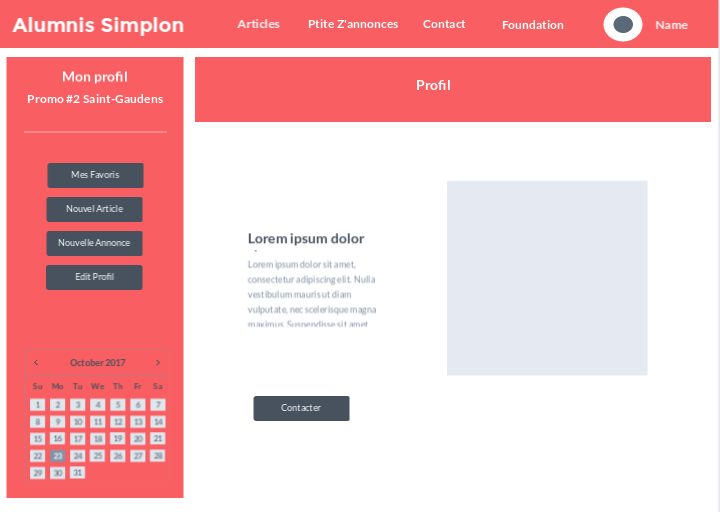 Alumnis Simplon
Articles
Ptite Z'annonces
Contact
Foundation
Name
Mon profil
Promo #2 Saint-Gaudens
Mes Favoris
Nouvel Article
Nouvelle Annonce
Edit Profil
October 2017
Su Mo Tu We Th Fr Sa
1 2 3 4 5 6 7
8 9 10 11 12 13 14
15 16 17 18 19 20 21
22 23 24 25 26 27 28
29 30 31
Profil
Lorem ipsum dolor
Lorem ipsum dolor sit amet,
consectetur adipiscing elit. Nulla
vestibulum mauris ut diam
vulputate, nec scelerisque magna
maximus. Suspendisse sit amet
Contacter